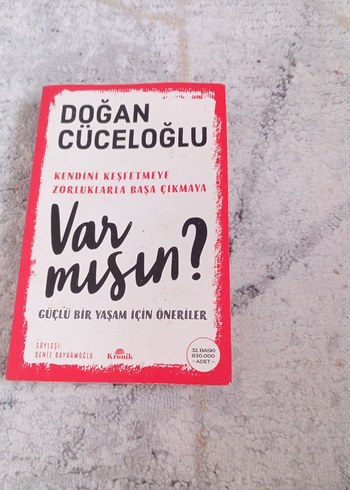 DOĞAN
CÜCELOĞLU
KENDİNİ KEŞFETMEYE
ZORLUKLARLA BAŞA ÇIKMAYA
Var
mısın?
GÜÇLÜ BİR YAŞAM İÇİN ÖNERİLER
SÖYLEŞİ:
DENİZ BAYRAMOĞLU
Kronik
32. BASKI
830.000
—ADET—